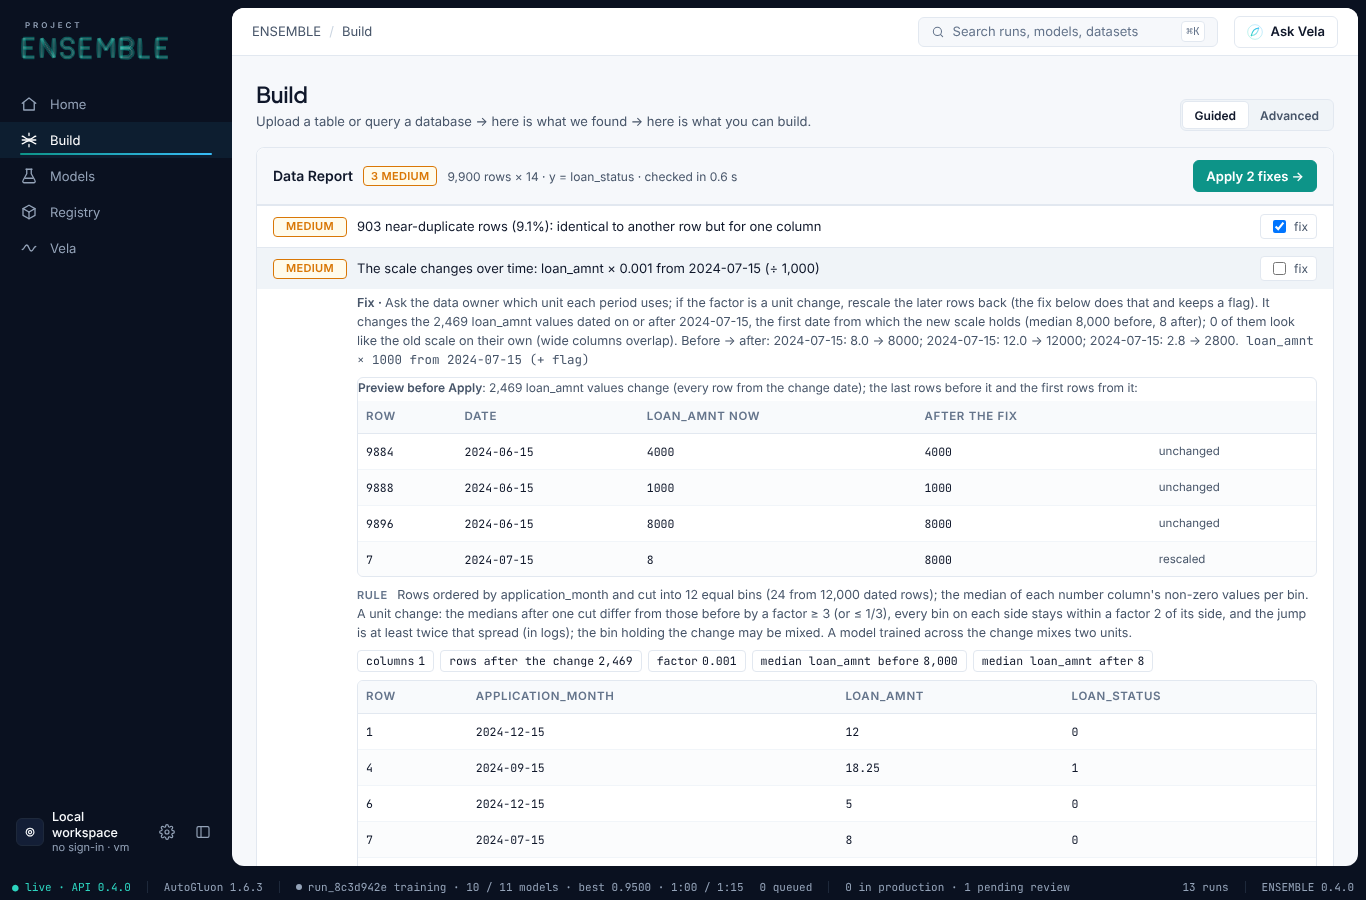 PROJECT
ENSEMBLE
Home
Build
Models
Registry
Vela
Local workspace
no sign-in · vm
ENSEMBLE / Build
Search runs, models, datasets ⌘K
Ask Vela
Build
Upload a table or query a database → here is what we found → here is what you can build.
Guided Advanced
Data Report 3 MEDIUM 9,900 rows × 14 · y = loan_status · checked in 0.6 s Apply 2 fixes →
MEDIUM 903 near-duplicate rows (9.1%): identical to another row but for one column fix
MEDIUM The scale changes over time: loan_amnt × 0.001 from 2024-07-15 (÷ 1,000) fix
Fix · Ask the data owner which unit each period uses; if the factor is a unit change, rescale the later rows back (the fix below does that and keeps a flag). It
changes the 2,469 loan_amnt values dated on or after 2024-07-15, the first date from which the new scale holds (median 8,000 before, 8 after); 0 of them look
like the old scale on their own (wide columns overlap). Before → after: 2024-07-15: 8.0 → 8000; 2024-07-15: 12.0 → 12000; 2024-07-15: 2.8 → 2800. loan_amnt
× 1000 from 2024-07-15 (+ flag)
Preview before Apply: 2,469 loan_amnt values change (every row from the change date); the last rows before it and the first rows from it:
ROW DATE LOAN_AMNT NOW AFTER THE FIX
9884 2024-06-15 4000 4000 unchanged
9888 2024-06-15 1000 1000 unchanged
9896 2024-06-15 8000 8000 unchanged
7 2024-07-15 8 8000 rescaled
RULE Rows ordered by application_month and cut into 12 equal bins (24 from 12,000 dated rows); the median of each number column's non-zero values per bin.
A unit change: the medians after one cut differ from those before by a factor ≥ 3 (or ≤ 1/3), every bin on each side stays within a factor 2 of its side, and the jump
is at least twice that spread (in logs); the bin holding the change may be mixed. A model trained across the change mixes two units.
columns 1 rows after the change 2,469 factor 0.001 median loan_amnt before 8,000 median loan_amnt after 8
ROW APPLICATION_MONTH LOAN_AMNT LOAN_STATUS
1 2024-12-15 12 0
4 2024-09-15 18.25 1
6 2024-12-15 5 0
7 2024-07-15 8 0
live · API 0.4.0 AutoGluon 1.6.3 run_8c3d942e training · 10 / 11 models · best 0.9500 · 1:00 / 1:15 0 queued 0 in production · 1 pending review 13 runs ENSEMBLE 0.4.0